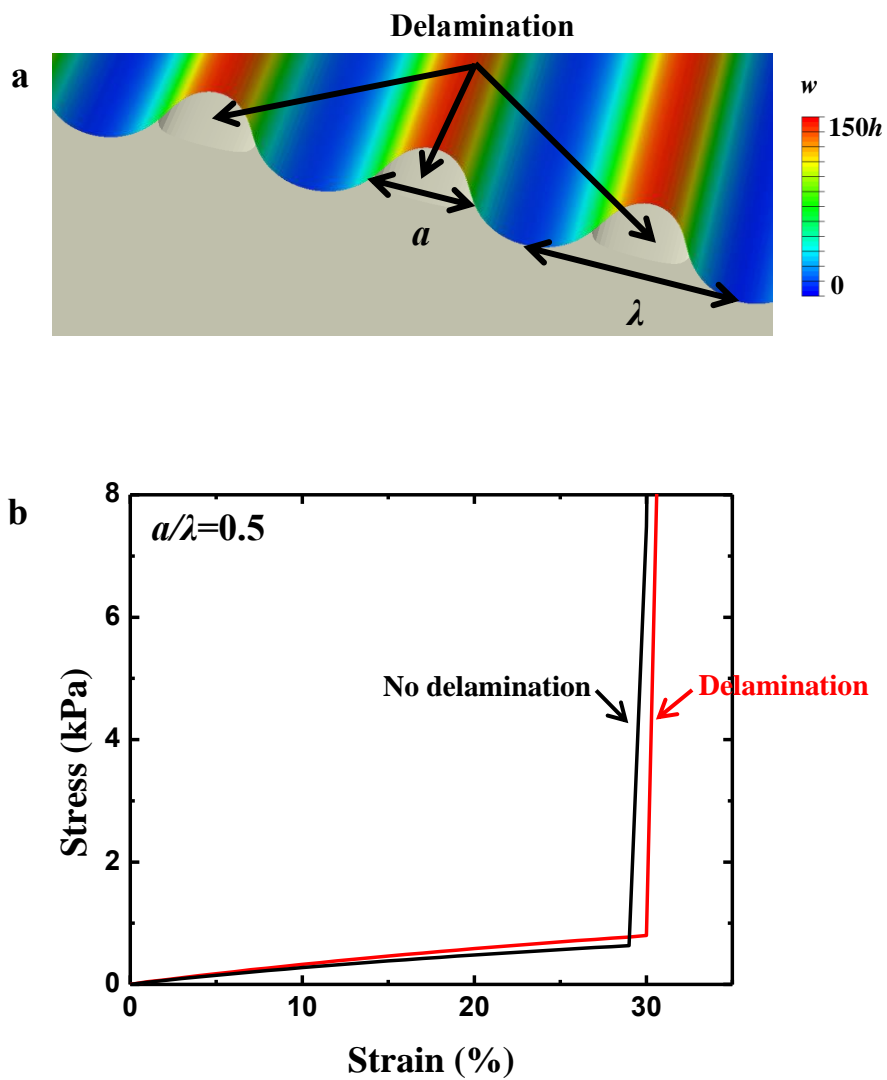 Delamination
a
w
150h
0
a
λ
b
a/λ=0.5
8
6
4
2
0
No delamination
Delamination
Stress (kPa)
0
10
20
30
Strain (%)